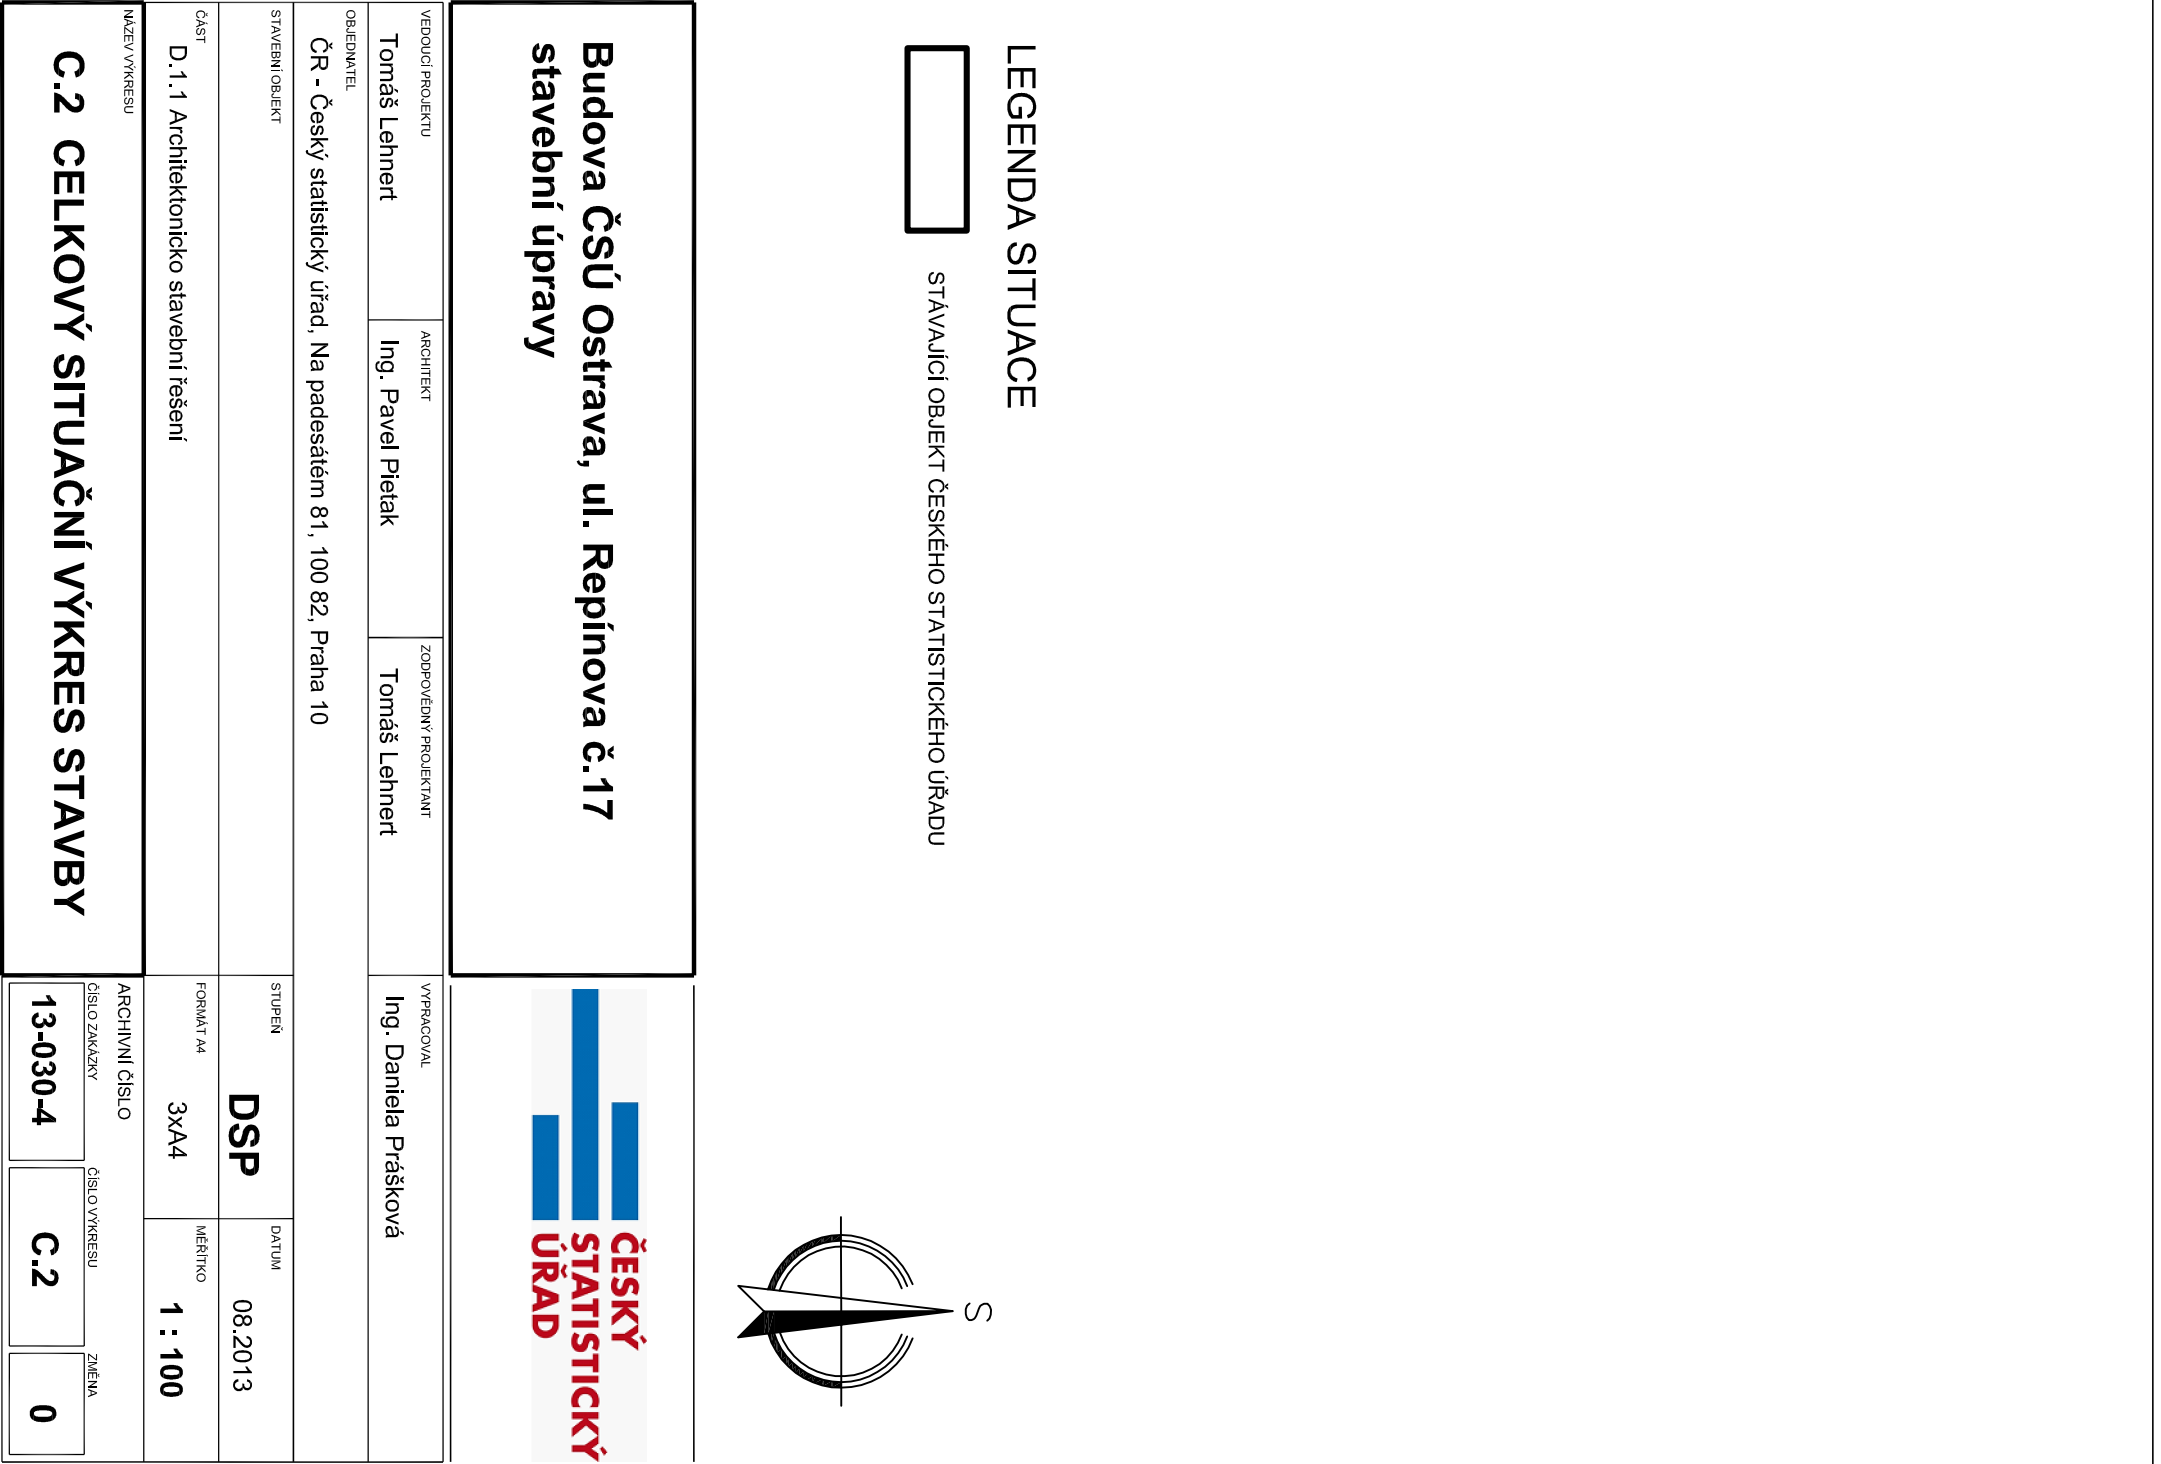 LEGENDA SITUACE
STÁVAJÍCÍ OBJEKT ČESKÉHO STATISTICKÉHO ÚŘADU
S
Budova ČSÚ Ostrava, ul. Repínova č.17
stavební úpravy
ČESKÝ
STATISTICKÝ
ÚŘAD
VEDOUCÍ PROJEKTU
Tomáš Lehnert
ARCHITEKT
Ing. Pavel Pietak
ZODPOVĚDNÝ PROJEKTANT
Tomáš Lehnert
VYPRACOVAL
Ing. Daniela Prášková
OBJEDNATEL
ČR - Český statistický úřad, Na padesátém 81, 100 82, Praha 10
STAVEBNÍ OBJEKT
STUPEŇ
DSP
DATUM
08.2013
ČÁST
D.1.1 Architektonicko stavební řešení
FORMÁT A4
3xA4
MĚŘÍTKO
1 : 100
NÁZEV VÝKRESU
C.2 CELKOVÝ SITUAČNÍ VÝKRES STAVBY
ARCHIVNÍ ČÍSLO
ČÍSLO ZAKÁZKY
13-030-4
ČÍSLO VÝKRESU
C.2
ZMĚNA
0